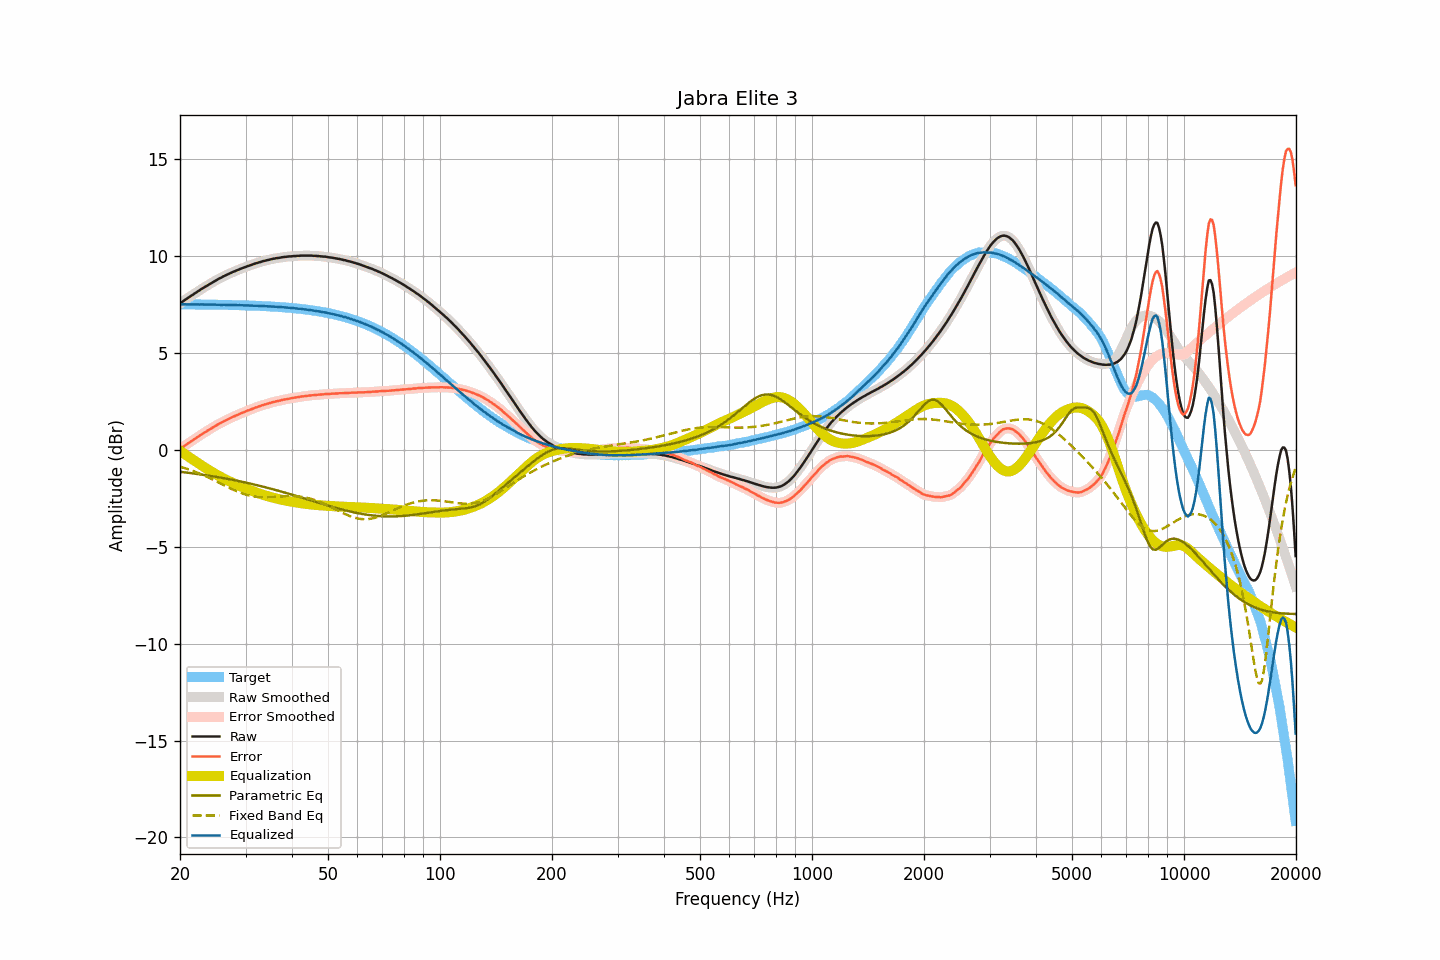 Jabra Elite 3
Amplitude (dBr)
15
10
5
0
−5
−10
−15
−20
Target
Raw Smoothed
Error Smoothed
Raw
Error
Equalization
Parametric Eq
Fixed Band Eq
Equalized
20 50 100 200 500 1000 2000 5000 10000 20000
Frequency (Hz)